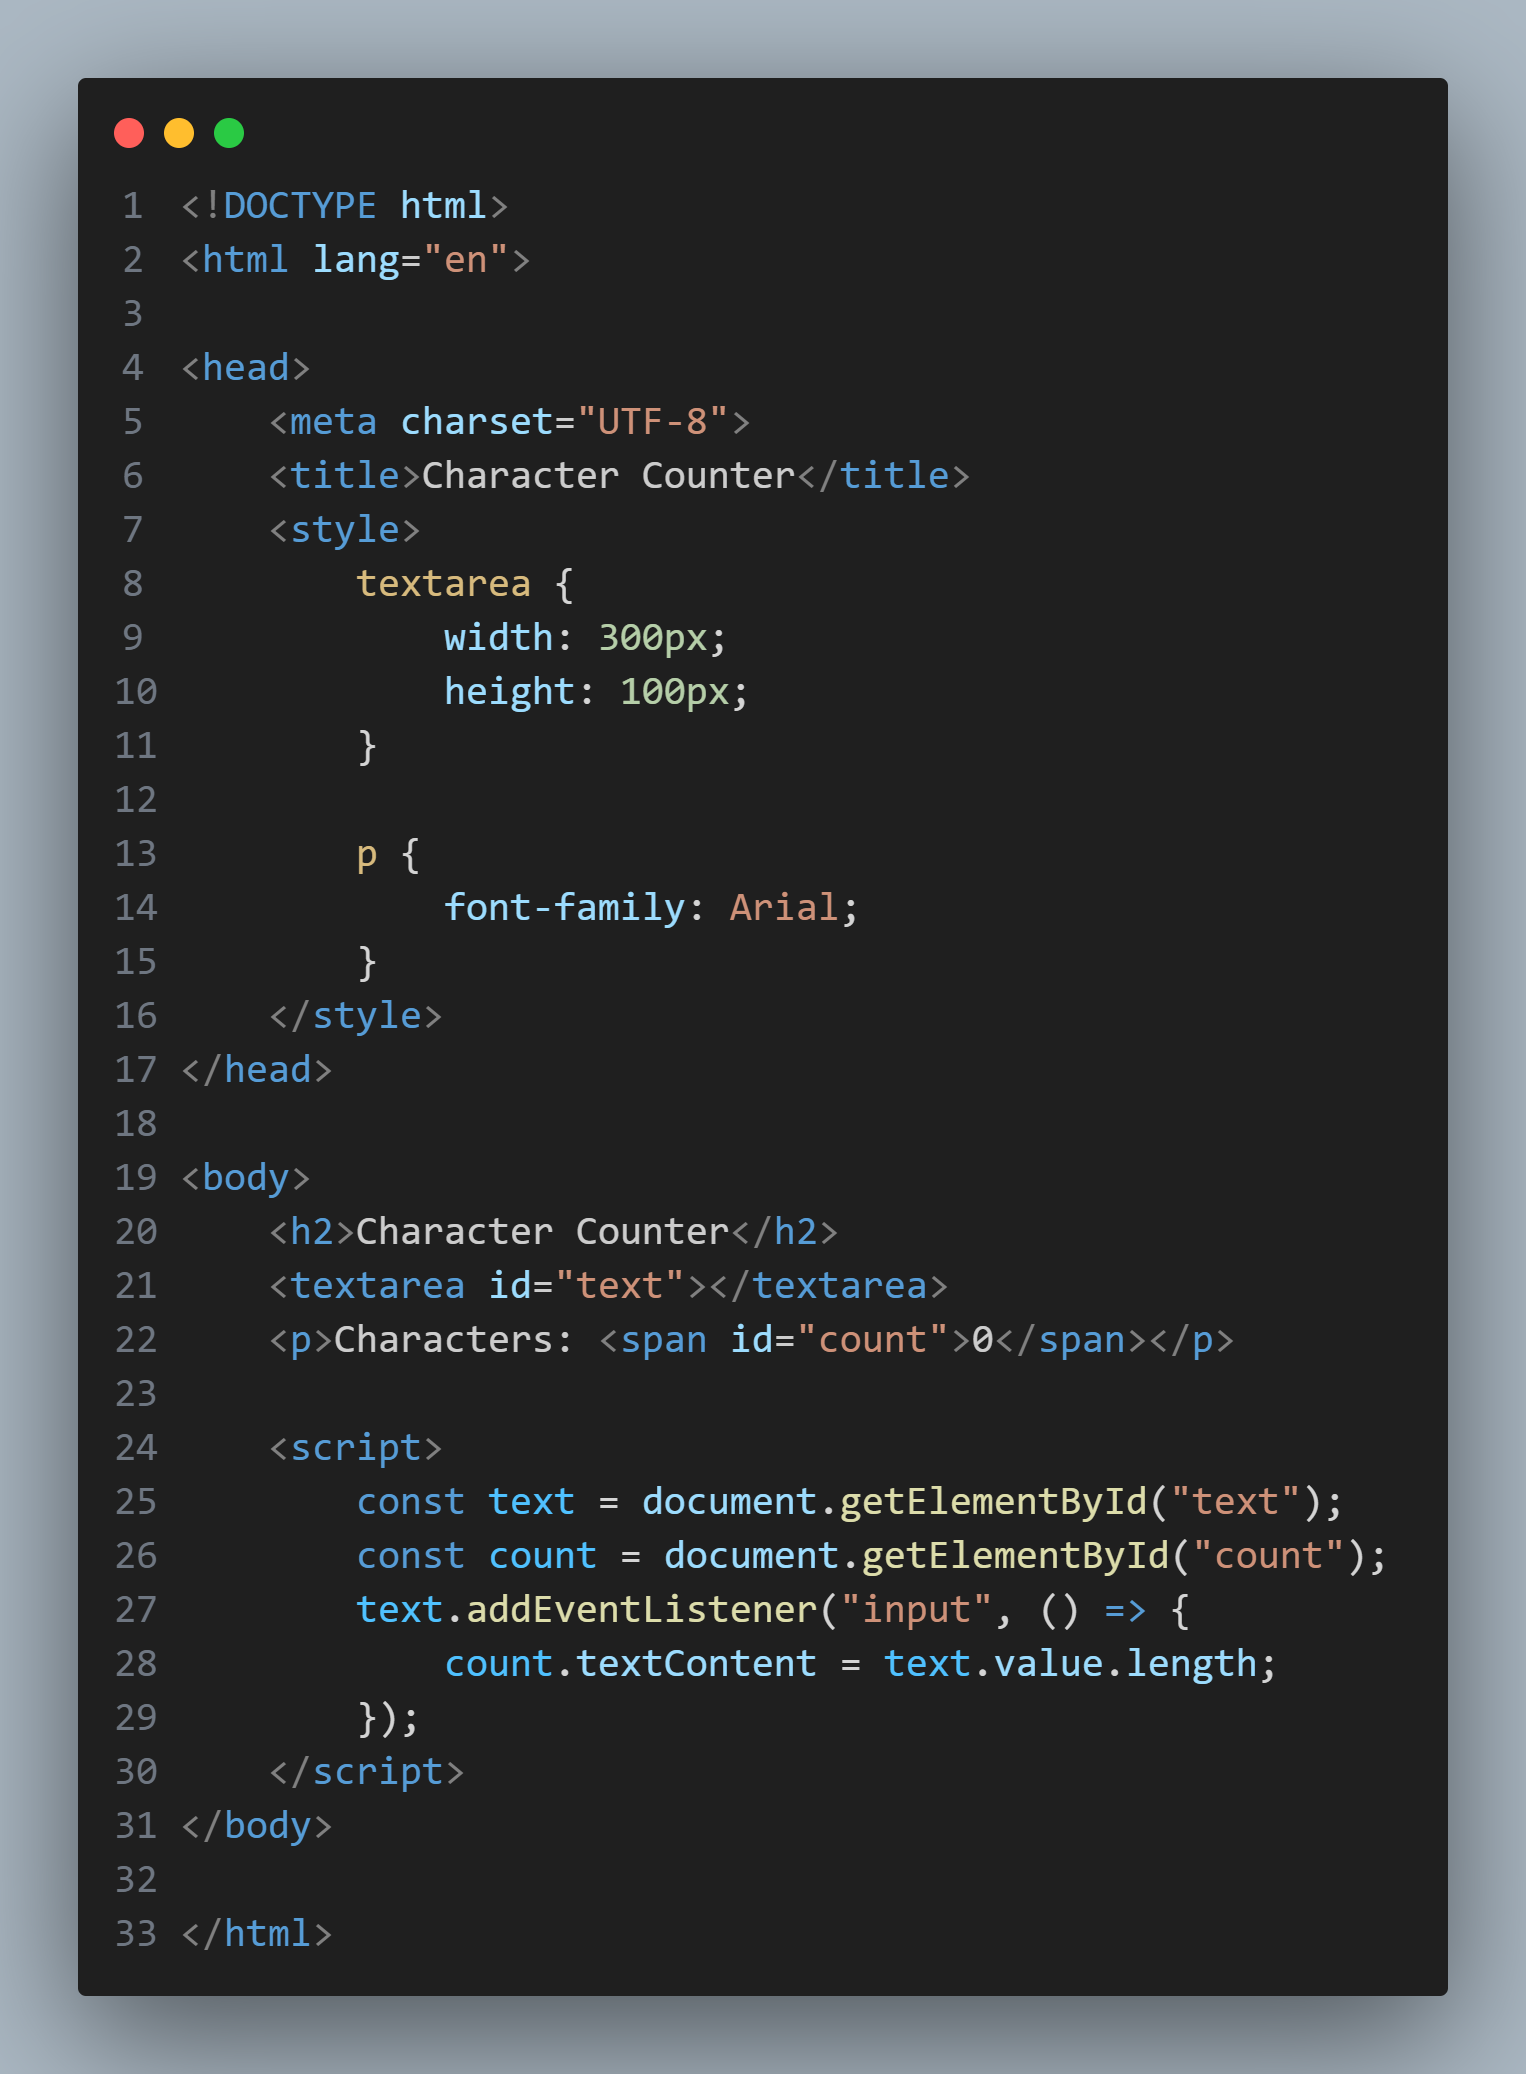 1 <!DOCTYPE html>
2 <html lang="en">
3
4 <head>
5     <meta charset="UTF-8">
6     <title>Character Counter</title>
7     <style>
8         textarea {
9             width: 300px;
10             height: 100px;
11         }
12
13         p {
14             font-family: Arial;
15         }
16     </style>
17 </head>
18
19 <body>
20     <h2>Character Counter</h2>
21     <textarea id="text"></textarea>
22     <p>Characters: <span id="count">0</span></p>
23
24     <script>
25         const text = document.getElementById("text");
26         const count = document.getElementById("count");
27         text.addEventListener("input", () => {
28             count.textContent = text.value.length;
29         });
30     </script>
31 </body>
32
33 </html>